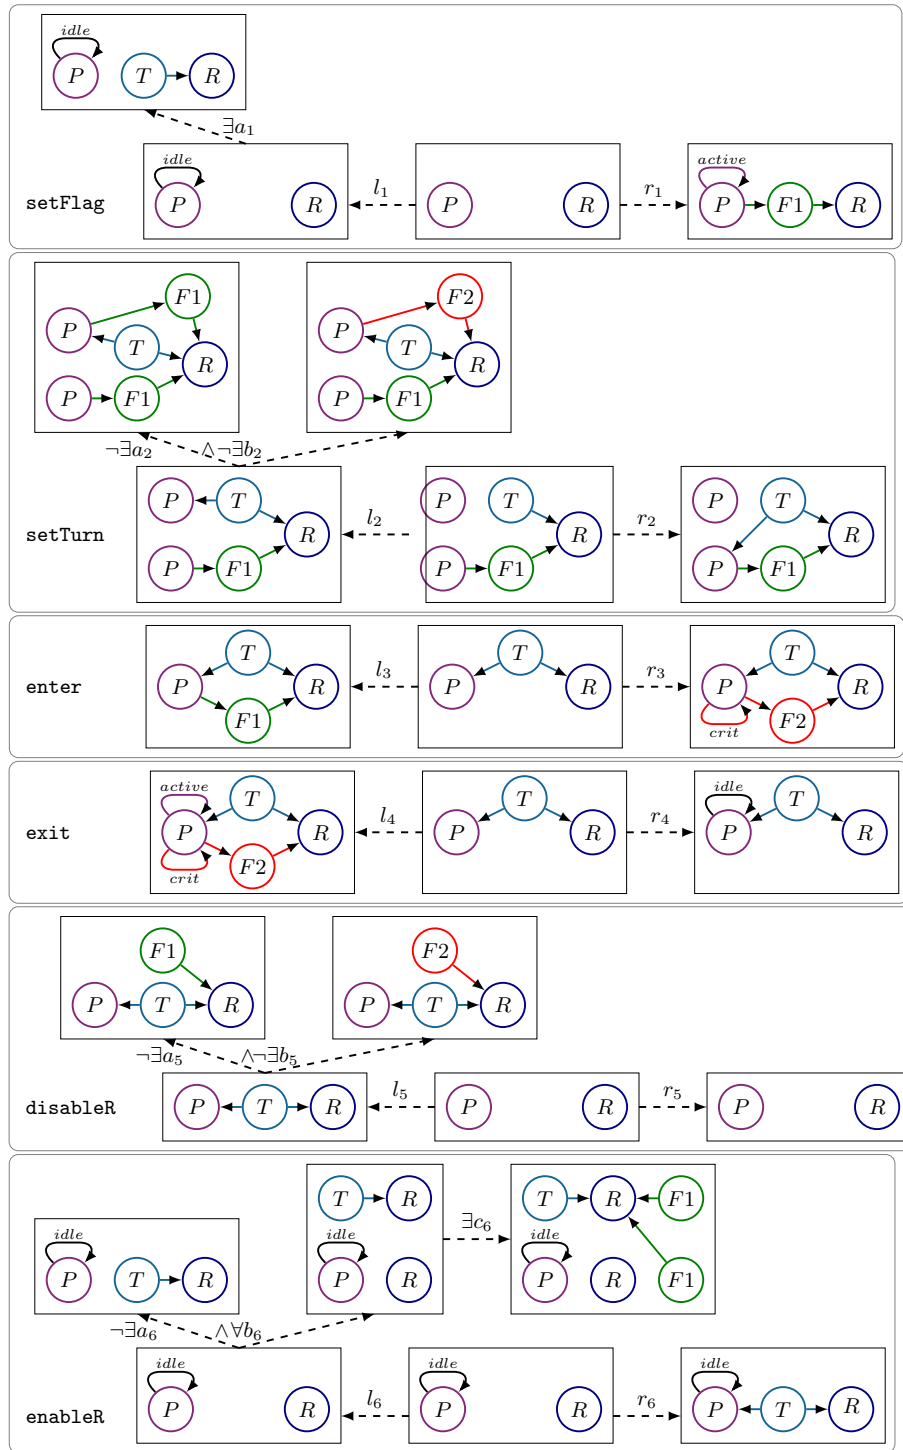 idle
P T R
∃a₁
idle
P R l₁ P R r₁ active P F1 R
setFlag
F1 F2
P P
T R T R
P F1 P F1
¬∃a₂ ∧¬∃b₂
P T P T P T
R l₂ R r₂ R
setTurn
P F1 P F1 P F1
T T T
enter P R l₃ P R r₃ P R
F1 F2
crit
active T T idle T
exit P R l₄ P R r₄ P R
crit F2
F1 F2
P T R P T R
¬∃a₅ ∧¬∃b₅
disableR P T R l₅ P R r₅ P R
T R ∃c₆ T R F1
idle idle idle
P T R P R P R F1
¬∃a₆ ∧∀b₆
idle idle idle
P R l₆ P R r₆ P T R
enableR